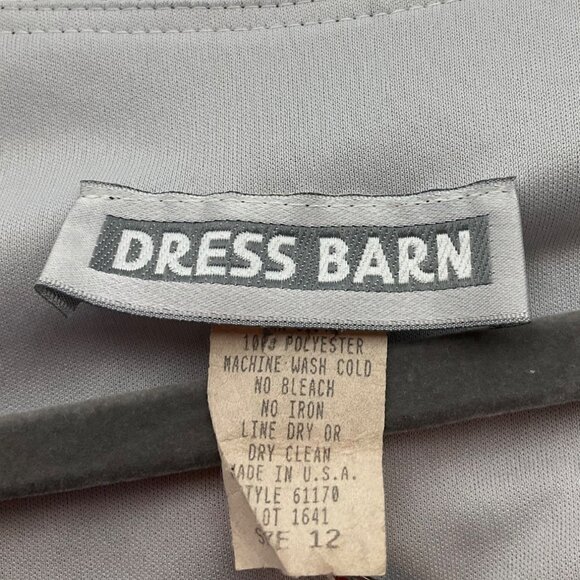 DRESS BARN
100% POLYESTER
MACHINE WASH COLD
NO BLEACH
NO IRON
LINE DRY OR
DRY CLEAN
MADE IN U.S.A.
STYLE 61170
LOT 1641
SIZE 12